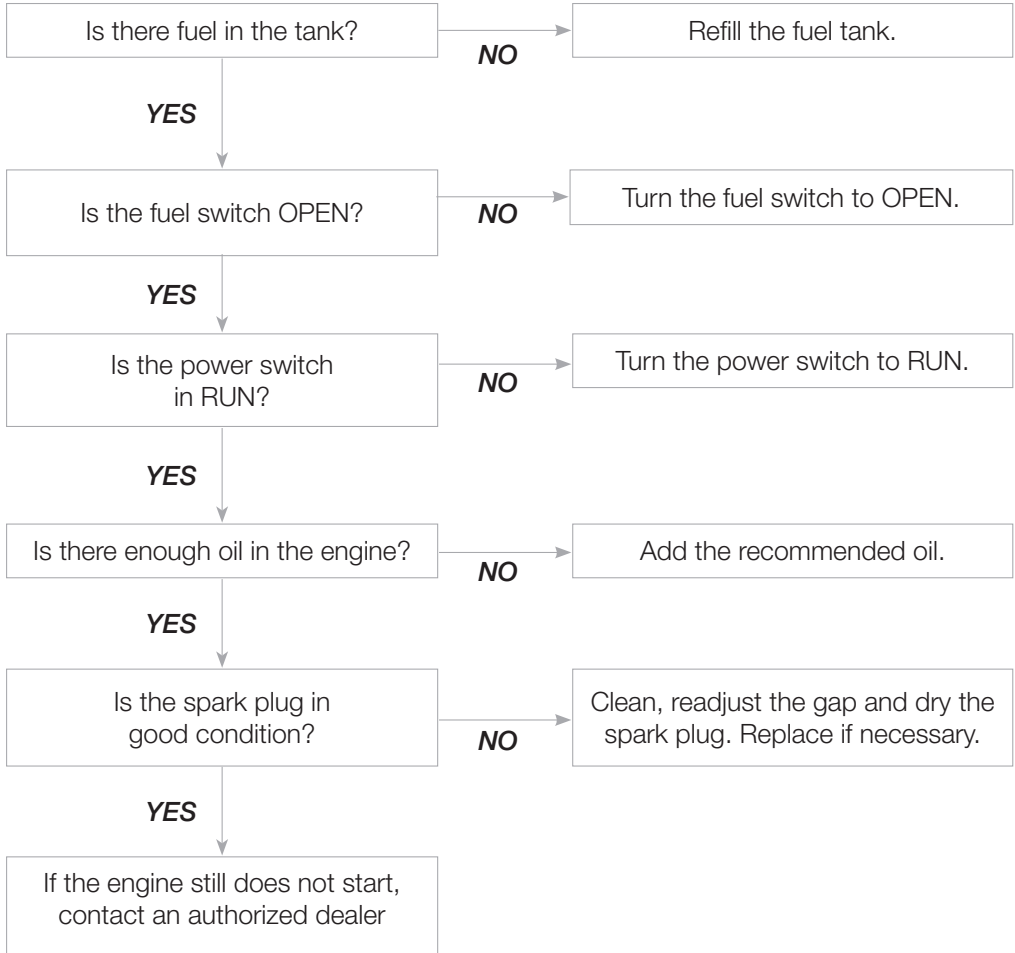 Is there fuel in the tank?
NO
Refill the fuel tank.
YES
Is the fuel switch OPEN?
NO
Turn the fuel switch to OPEN.
YES
Is the power switch
in RUN?
NO
Turn the power switch to RUN.
YES
Is there enough oil in the engine?
NO
Add the recommended oil.
YES
Is the spark plug in
good condition?
NO
Clean, readjust the gap and dry the
spark plug. Replace if necessary.
YES
If the engine still does not start,
contact an authorized dealer